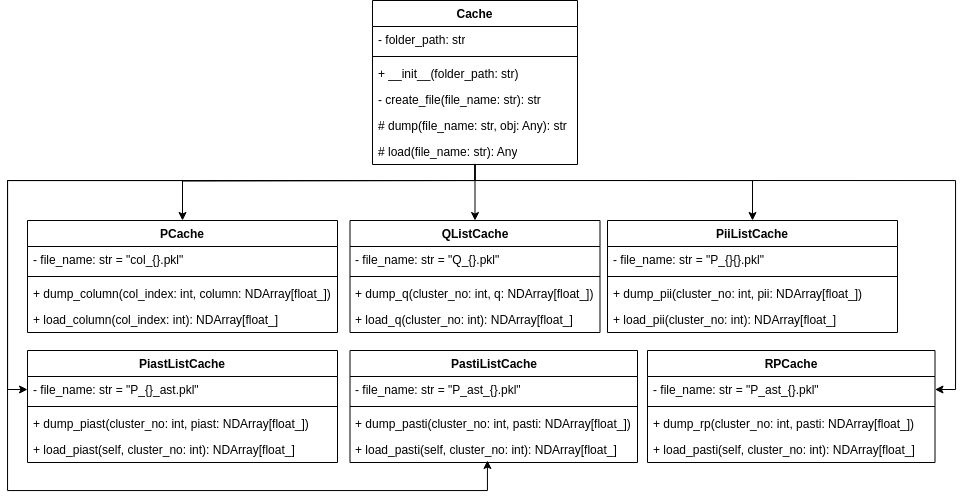 Cache
- folder_path: str
+ __init__(folder_path: str)
- create_file(file_name: str): str
# dump(file_name: str, obj: Any): str
# load(file_name: str): Any
PCache
- file_name: str = "col_{}.pkl"
+ dump_column(col_index: int, column: NDArray[float_])
+ load_column(col_index: int): NDArray[float_]
QListCache
- file_name: str = "Q_{}.pkl"
+ dump_q(cluster_no: int, q: NDArray[float_])
+ load_q(cluster_no: int): NDArray[float_]
PiiListCache
- file_name: str = "P_{}{}.pkl"
+ dump_pii(cluster_no: int, pii: NDArray[float_])
+ load_pii(cluster_no: int): NDArray[float_]
PiastListCache
- file_name: str = "P_{}_ast.pkl"
+ dump_piast(cluster_no: int, piast: NDArray[float_])
+ load_piast(self, cluster_no: int): NDArray[float_]
PastiListCache
- file_name: str = "P_ast_{}.pkl"
+ dump_pasti(cluster_no: int, pasti: NDArray[float_])
+ load_pasti(self, cluster_no: int): NDArray[float_]
RPCache
- file_name: str = "P_ast_{}.pkl"
+ dump_rp(cluster_no: int, pasti: NDArray[float_])
+ load_pasti(self, cluster_no: int): NDArray[float_]